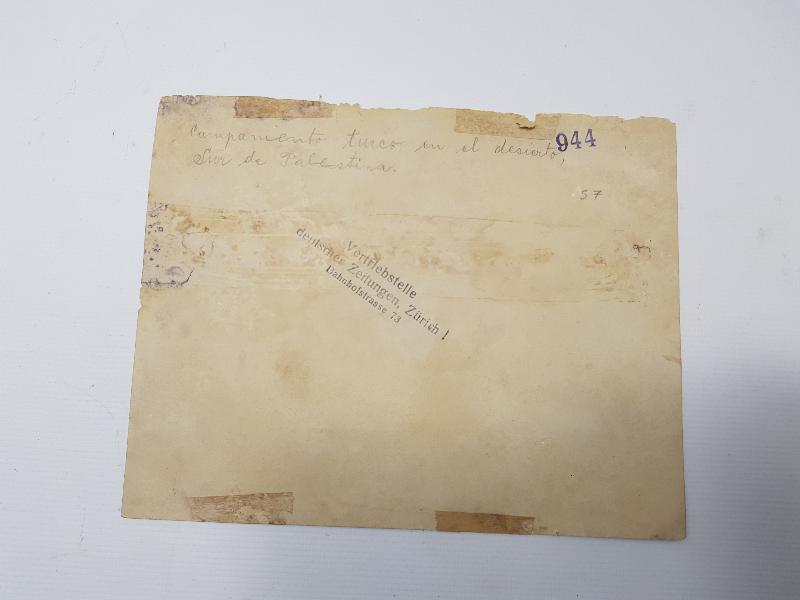 Campamento turco en el desierto,
Sur de Palestina.
944
57
Vertriebstelle
deutscher Zeitungen, Zürich I
Bahnhofstrasse 73